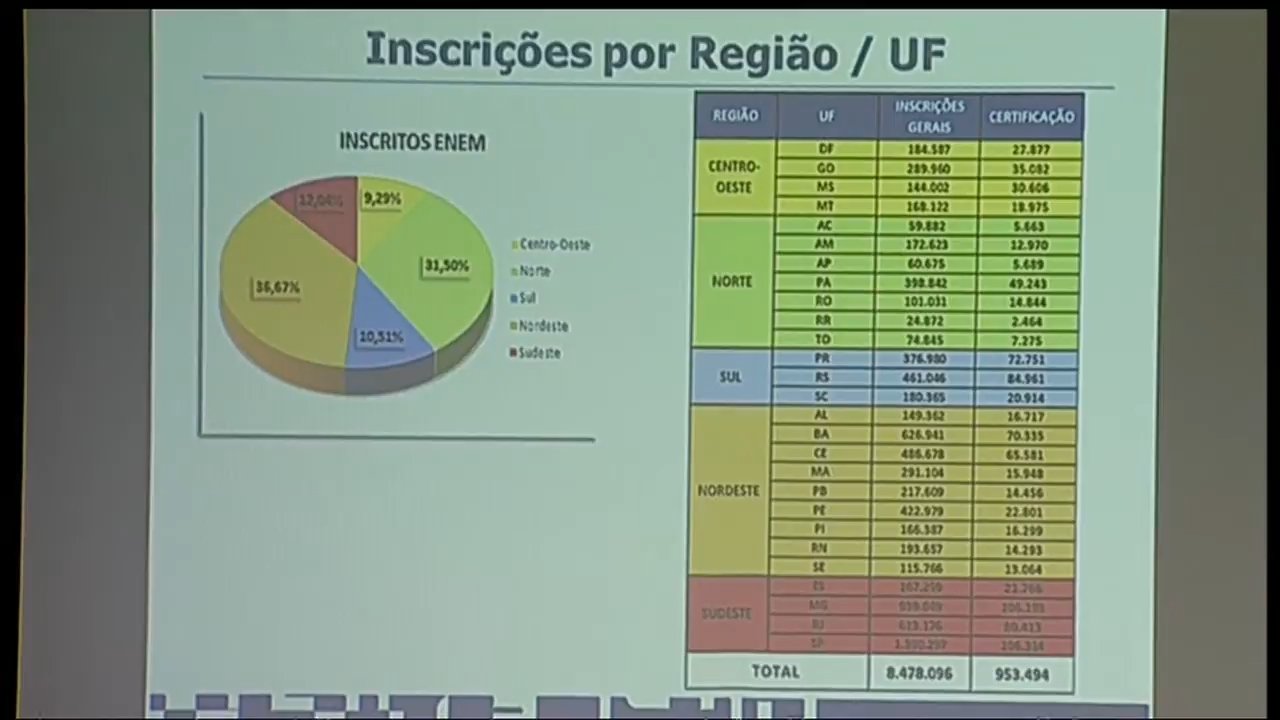 Inscrições por Região / UF
INSCRITOS ENEM
12,04% 9,29%
31,50%
36,67%
10,51%
Centro-Oeste
Norte
Sul
Nordeste
Sudeste
REGIÃO UF INSCRIÇÕES GERAIS CERTIFICAÇÃO
CENTRO-OESTE
DF 184.587 27.877
GO 289.960 35.082
MS 144.002 30.606
MT 168.122 18.975
NORTE
AC 59.882 5.663
AM 172.623 12.970
AP 60.675 5.689
PA 398.842 49.243
RO 101.031 14.844
RR 24.872 2.464
TO 74.845 7.275
SUL
PR 376.980 72.751
RS 461.046 84.961
SC 180.365 20.914
NORDESTE
AL 149.362 16.717
BA 626.941 70.335
CE 486.678 65.581
MA 291.104 15.948
PB 217.609 14.456
PE 422.979 22.801
PI 166.387 16.299
RN 193.657 14.293
SE 115.766 13.064
SUDESTE
ES
MG
RJ
SP
TOTAL 8.478.096 953.494